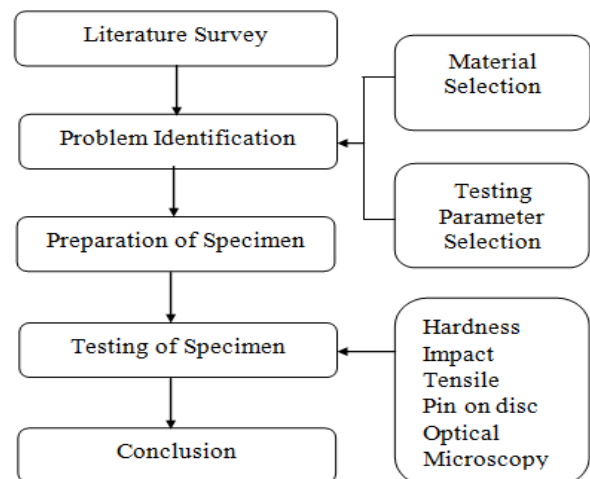 Literature Survey
Problem Identification
Preparation of Specimen
Testing of Specimen
Conclusion
Material
Selection
Testing
Parameter
Selection
Hardness
Impact
Tensile
Pin on disc
Optical
Microscopy